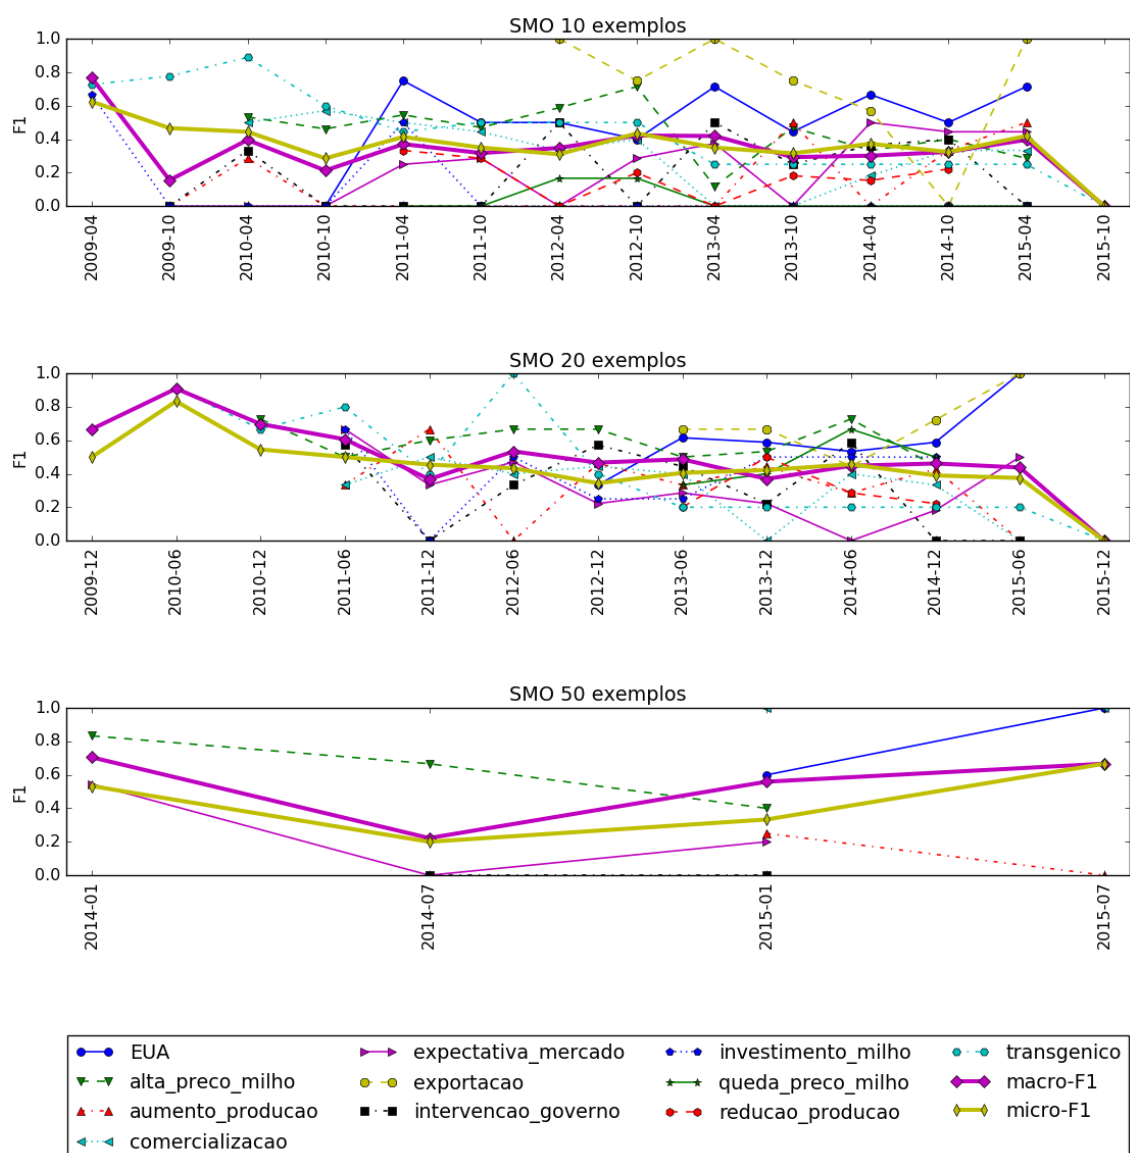 SMO 10 exemplos
1.0
0.8
0.6
0.4
0.2
0.0
F1
2009-04 2009-10 2010-04 2010-10 2011-04 2011-10 2012-04 2012-10 2013-04 2013-10 2014-04 2014-10 2015-04 2015-10
SMO 20 exemplos
1.0
0.8
0.6
0.4
0.2
0.0
F1
2009-12 2010-06 2010-12 2011-06 2011-12 2012-06 2012-12 2013-06 2013-12 2014-06 2014-12 2015-06 2015-12
SMO 50 exemplos
1.0
0.8
0.6
0.4
0.2
0.0
F1
2014-01 2014-07 2015-01 2015-07
EUA expectativa_mercado investimento_milho transgenico
alta_preco_milho exportacao queda_preco_milho macro-F1
aumento_producao intervencao_governo reducao_producao micro-F1
comercializacao